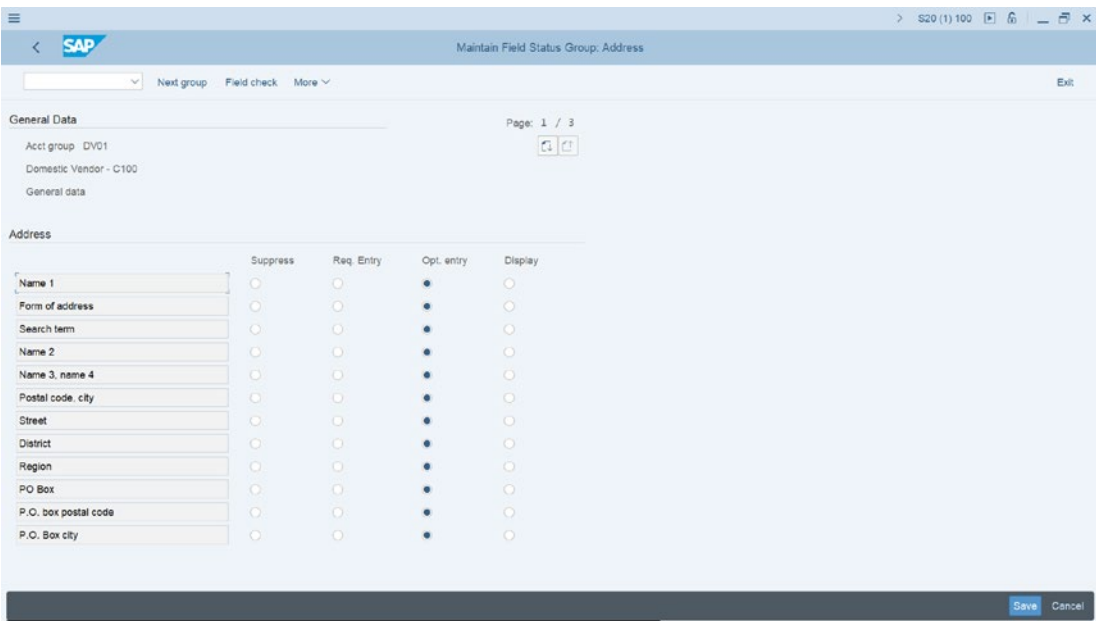 S20 (1) 100
SAP
Maintain Field Status Group: Address
Next group Field check More Exit
General Data
Page: 1 / 3
Acct group DV01
Domestic Vendor - C100
General data
Address
Suppress Req. Entry Opt. entry Display
Name 1
Form of address
Search term
Name 2
Name 3, name 4
Postal code, city
Street
District
Region
PO Box
P.O. box postal code
P.O. Box city
Save Cancel